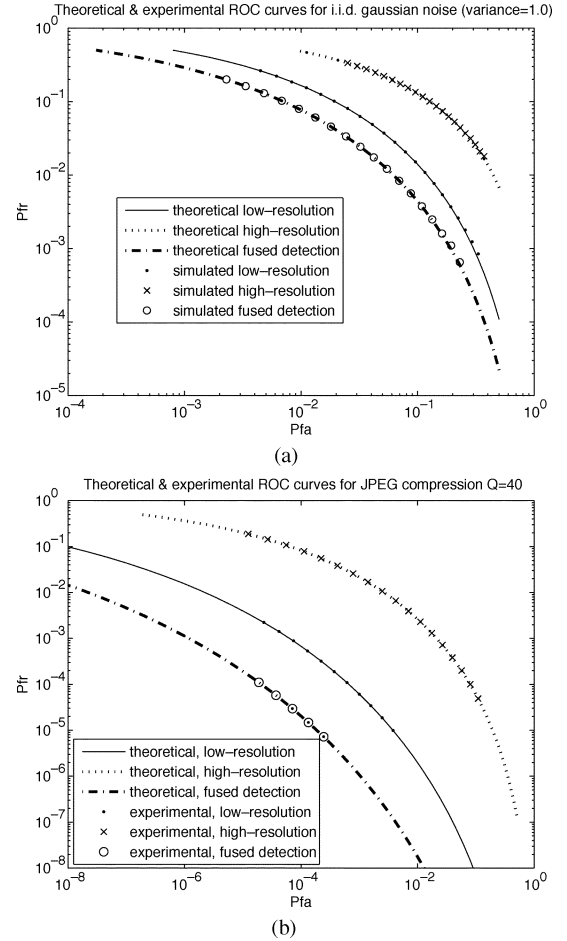 Theoretical & experimental ROC curves for i.i.d. gaussian noise (variance=1.0)
10^0
10^−1
10^−2
10^−3
10^−4
10^−5
Pfr
theoretical low−resolution
theoretical high−resolution
theoretical fused detection
simulated low−resolution
simulated high−resolution
simulated fused detection
10^−4 10^−3 10^−2 10^−1 10^0
Pfa
(a)
Theoretical & experimental ROC curves for JPEG compression Q=40
10^0
10^−1
10^−2
10^−3
10^−4
10^−5
10^−6
10^−7
10^−8
Pfr
theoretical, low−resolution
theoretical, high−resolution
theoretical, fused detection
experimental, low−resolution
experimental, high−resolution
experimental, fused detection
10^−8 10^−6 10^−4 10^−2 10^0
Pfa
(b)